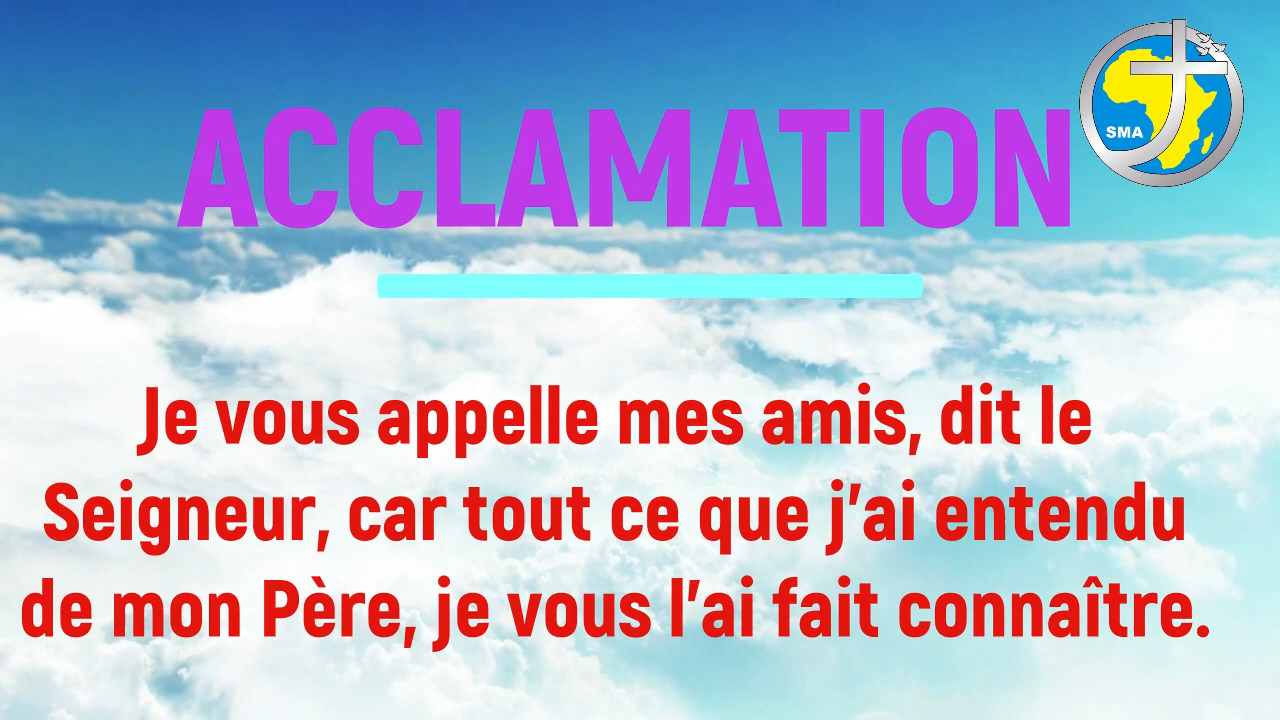 ACCLAMATION
SMA
Je vous appelle mes amis, dit le
Seigneur, car tout ce que j’ai entendu
de mon Père, je vous l’ai fait connaître.